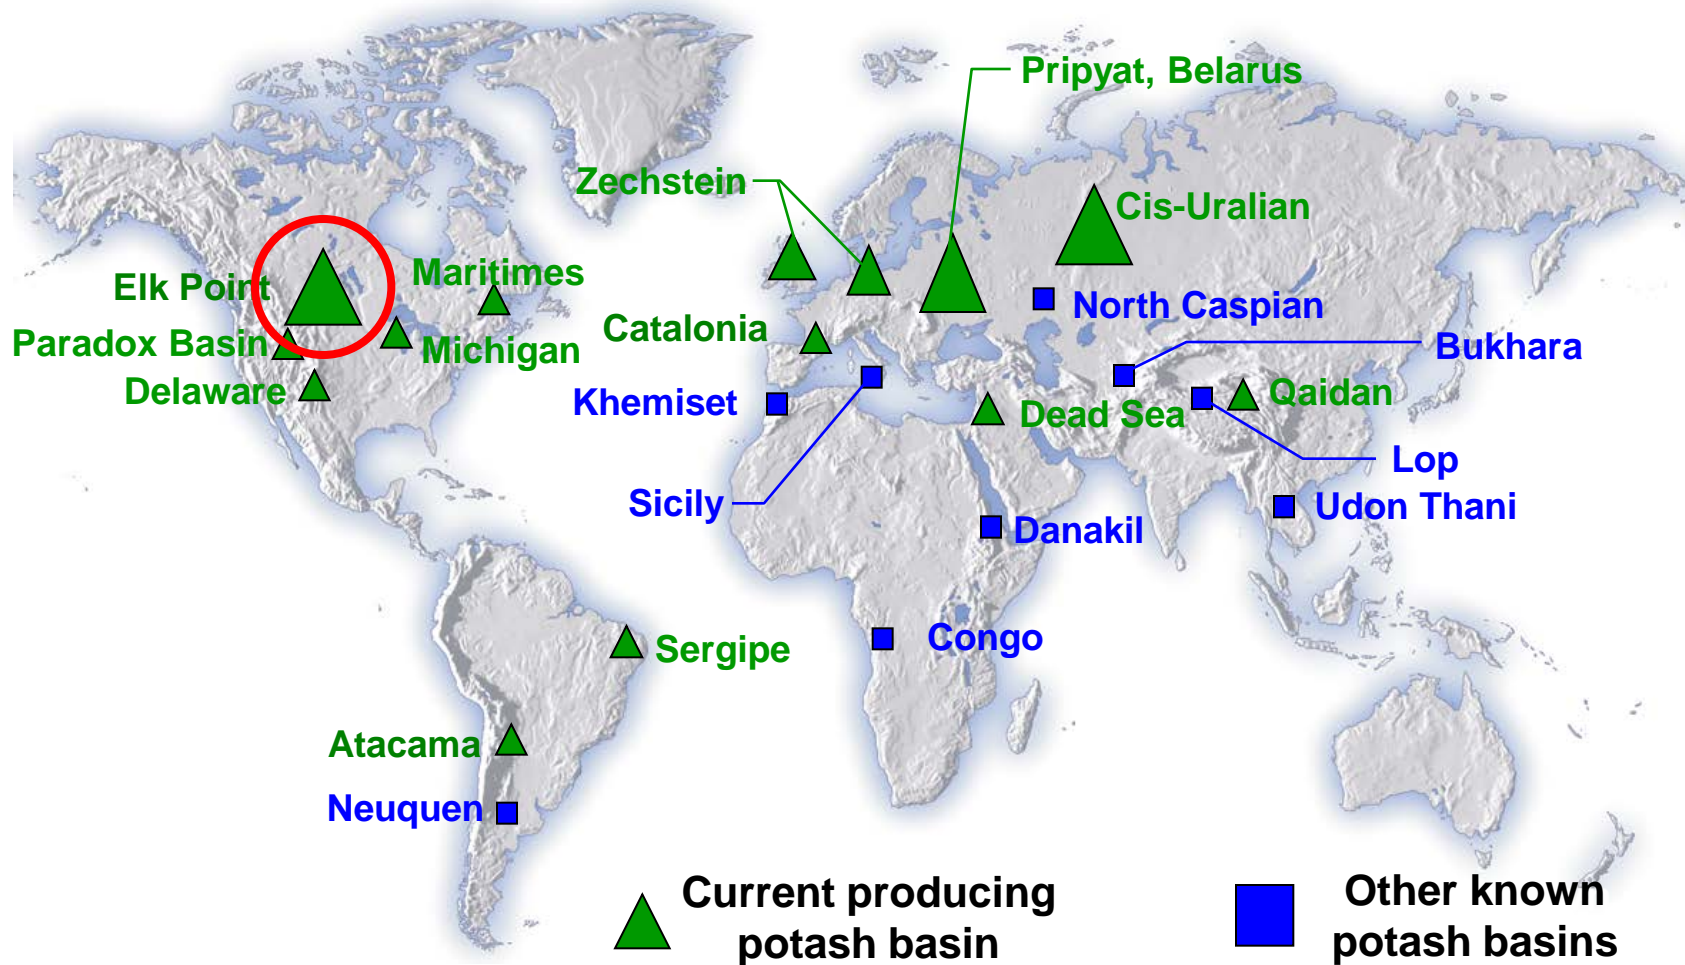 Pripyat, Belarus
Zechstein
Cis-Uralian
Elk Point
Maritimes
North Caspian
Catalonia
Paradox Basin
Michigan
Bukhara
Delaware
Khemiset
Dead Sea
Qaidan
Lop
Sicily
Udon Thani
Danakil
Congo
Sergipe
Atacama
Neuquen
Current producing
potash basin
Other known
potash basins